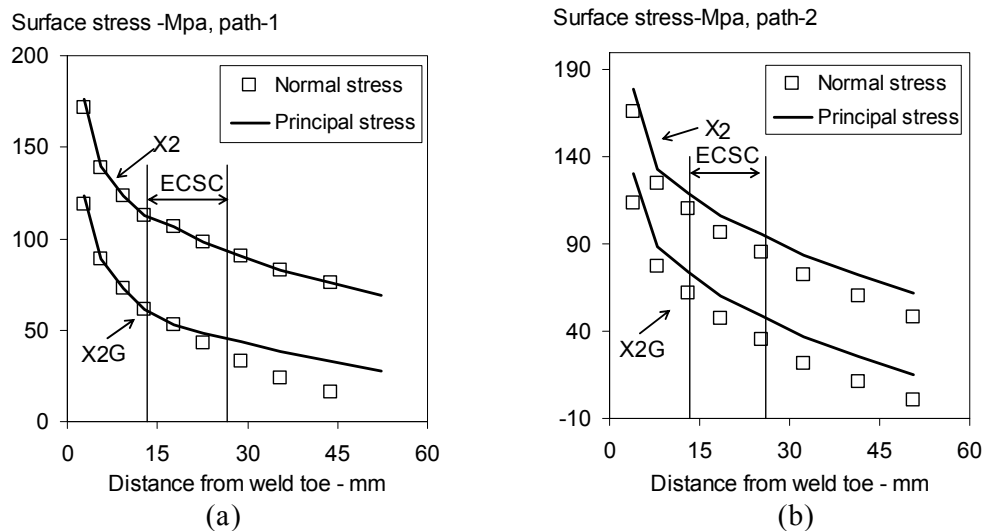 Surface stress -Mpa, path-1
200
150
100
50
0
Normal stress
Principal stress
X2
ECSC
X2G
0 15 30 45 60
Distance from weld toe - mm
(a)
Surface stress-Mpa, path-2
190
140
90
40
-10
Normal stress
Principal stress
X2
ECSC
X2G
0 15 30 45 60
Distance from weld toe - mm
(b)